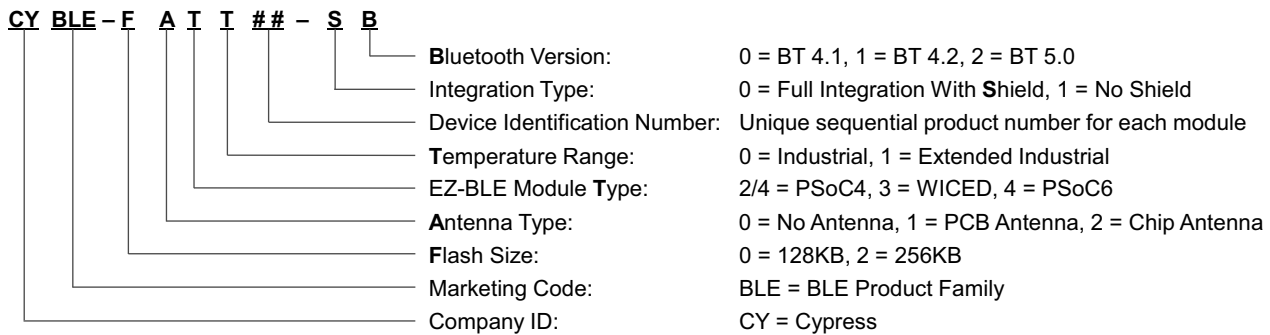 CY BLE – F A T T ## – S B
Bluetooth Version: 0 = BT 4.1, 1 = BT 4.2, 2 = BT 5.0
Integration Type: 0 = Full Integration With Shield, 1 = No Shield
Device Identification Number: Unique sequential product number for each module
Temperature Range: 0 = Industrial, 1 = Extended Industrial
EZ-BLE Module Type: 2/4 = PSoC4, 3 = WICED, 4 = PSoC6
Antenna Type: 0 = No Antenna, 1 = PCB Antenna, 2 = Chip Antenna
Flash Size: 0 = 128KB, 2 = 256KB
Marketing Code: BLE = BLE Product Family
Company ID: CY = Cypress